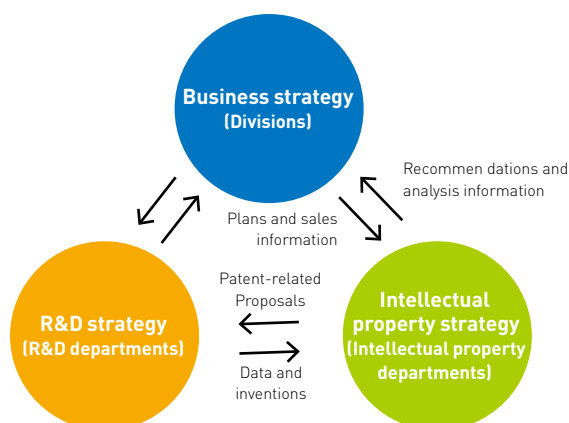 Business strategy
(Divisions)
Recommen dations and
analysis information
Plans and sales
information
Patent-related
Proposals
R&D strategy
(R&D departments)
Intellectual
property strategy
(Intellectual property
departments)
Data and
inventions